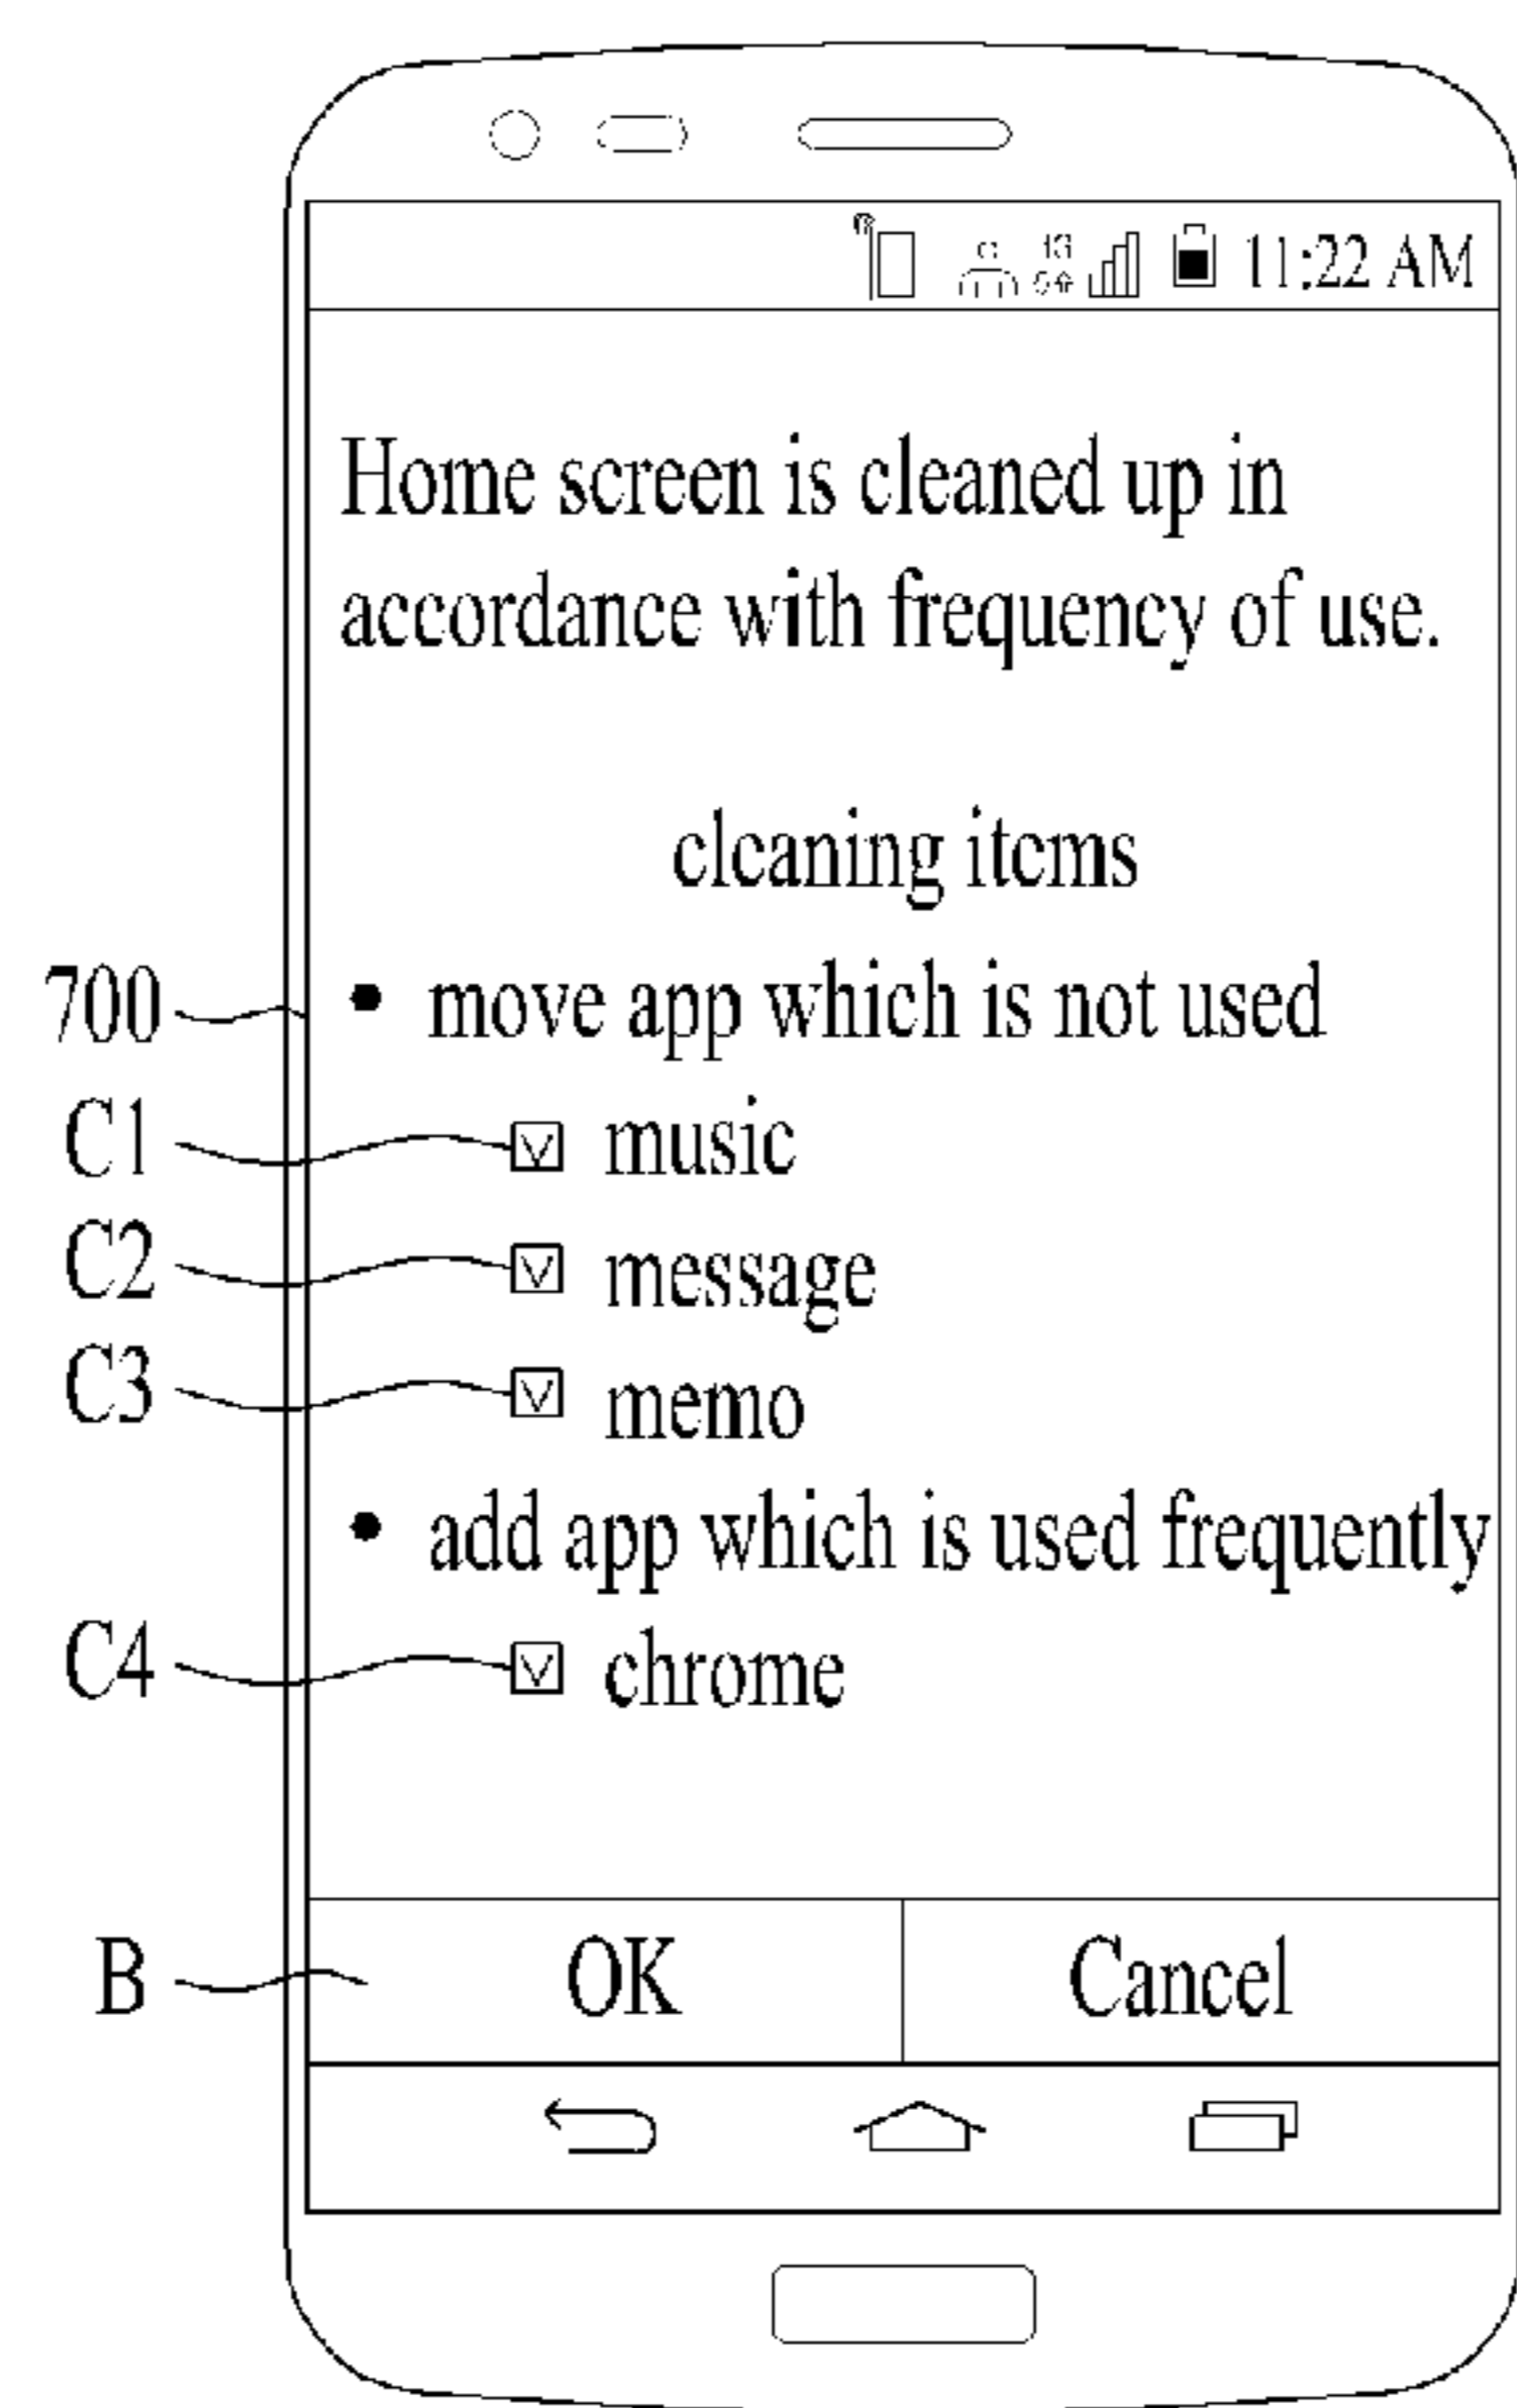 11:22 AM
Home screen is cleaned up in
accordance with frequency of use.
cleaning items
700 • move app which is not used
C1 music
C2 message
C3 memo
• add app which is used frequently
C4 chrome
B OK Cancel